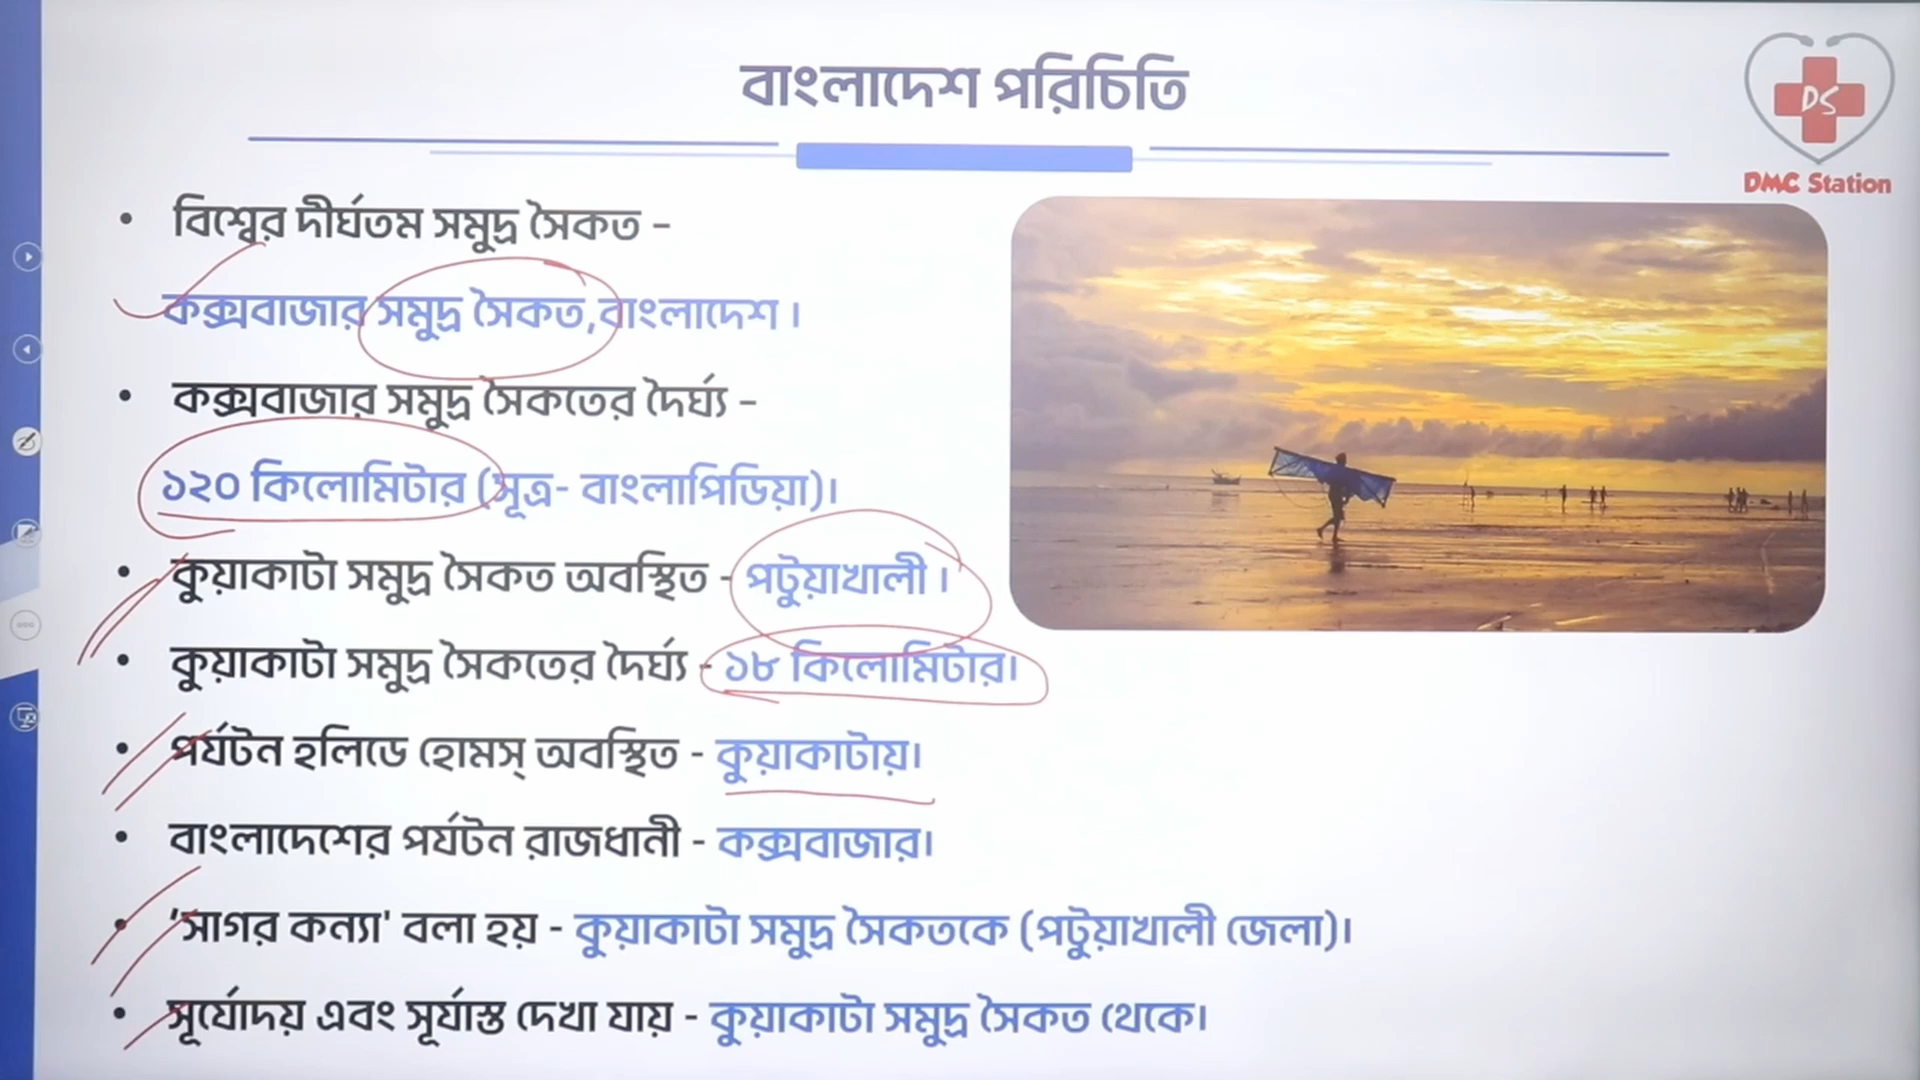 বাংলাদেশ পরিচিতি
DS
DMC Station
• বিশ্বের দীর্ঘতম সমুদ্র সৈকত –
কক্সবাজার সমুদ্র সৈকত,বাংলাদেশ।
• কক্সবাজার সমুদ্র সৈকতের দৈর্ঘ্য –
১২০ কিলোমিটার (সূত্র- বাংলাপিডিয়া)।
• কুয়াকাটা সমুদ্র সৈকত অবস্থিত - পটুয়াখালী।
• কুয়াকাটা সমুদ্র সৈকতের দৈর্ঘ্য - ১৮ কিলোমিটার।
• পর্যটন হলিডে হোমস্ অবস্থিত - কুয়াকাটায়।
• বাংলাদেশের পর্যটন রাজধানী - কক্সবাজার।
• 'সাগর কন্যা' বলা হয় - কুয়াকাটা সমুদ্র সৈকতকে (পটুয়াখালী জেলা)।
• সূর্যোদয় এবং সূর্যাস্ত দেখা যায় - কুয়াকাটা সমুদ্র সৈকত থেকে।